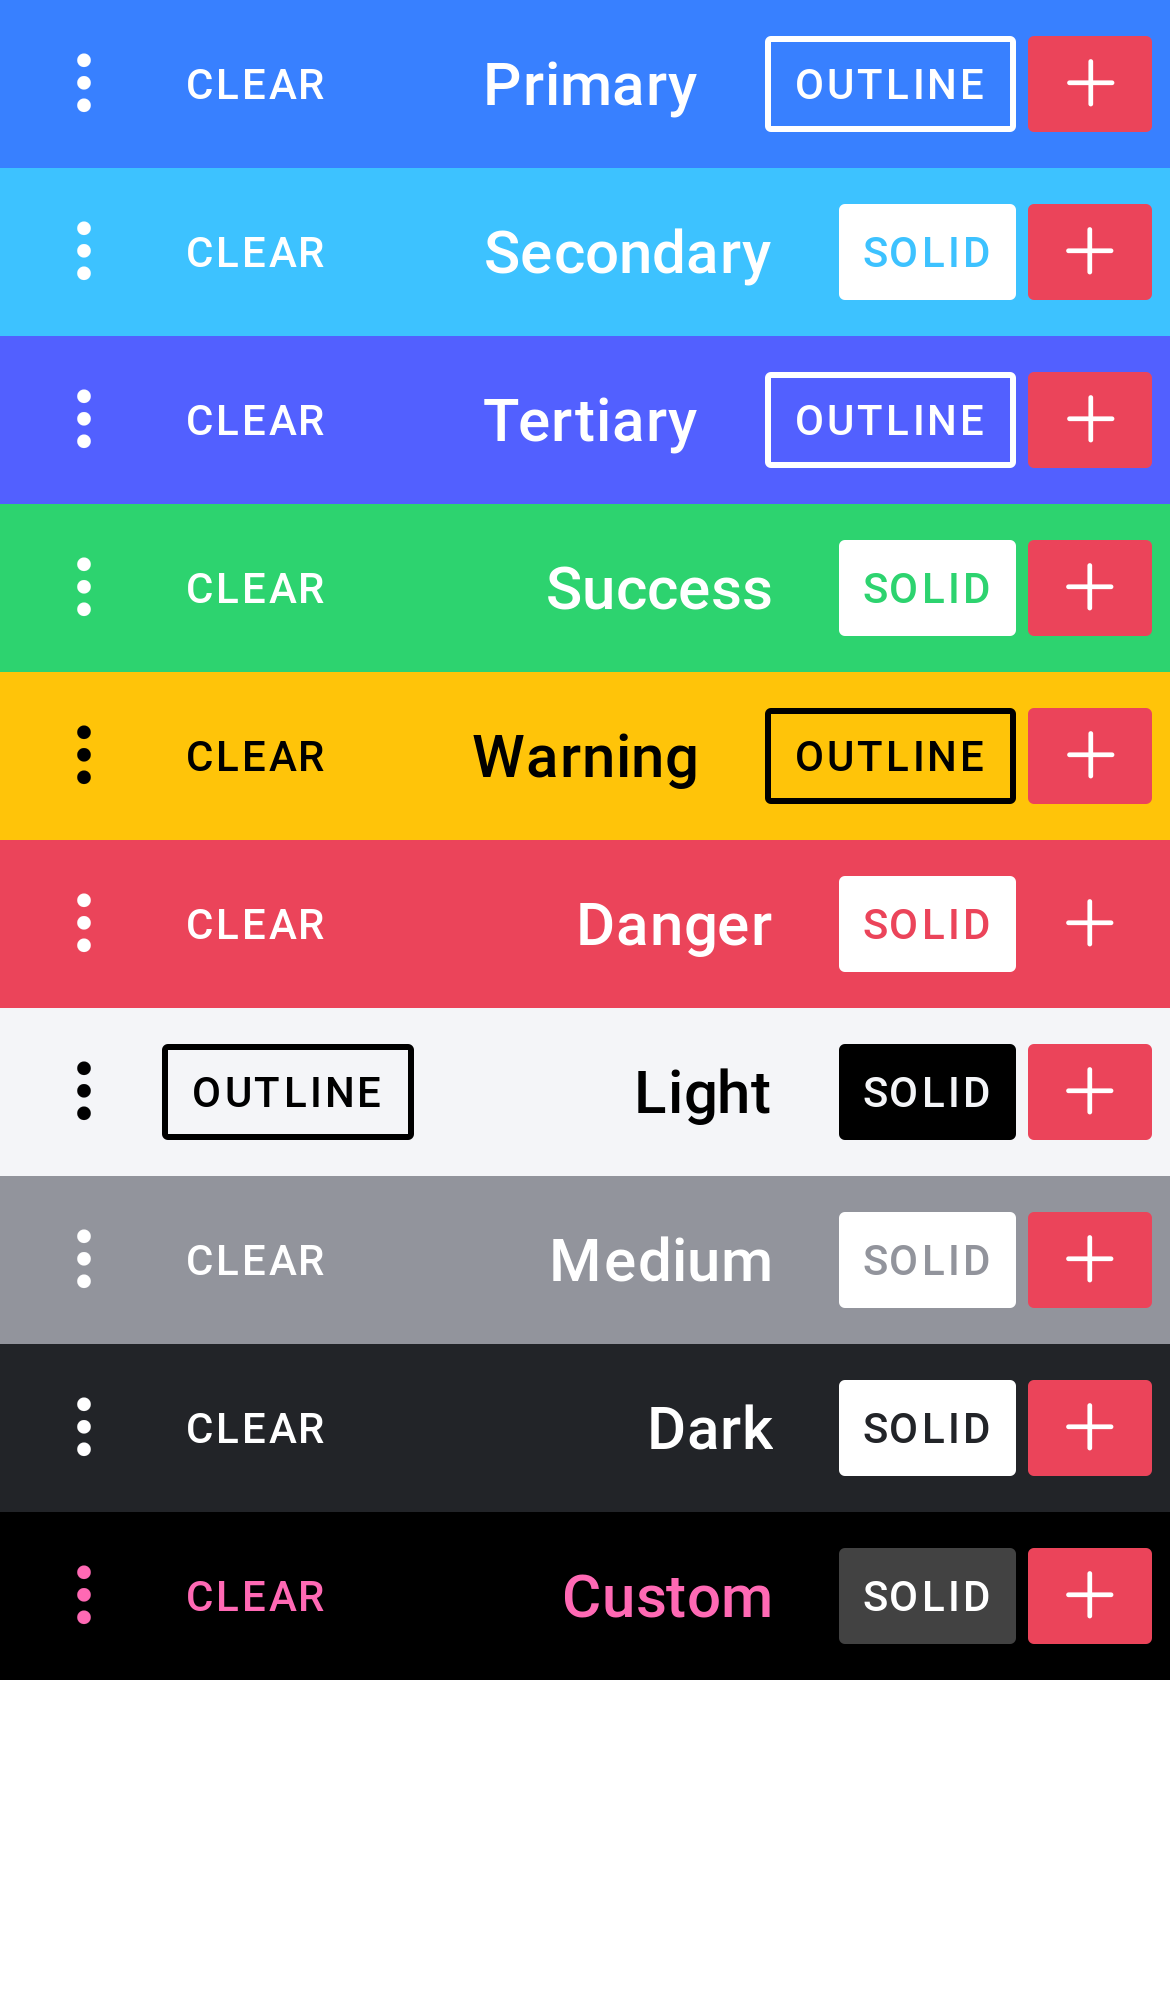 CLEAR Primary OUTLINE
CLEAR Secondary SOLID
CLEAR Tertiary OUTLINE
CLEAR Success SOLID
CLEAR Warning OUTLINE
CLEAR Danger SOLID
OUTLINE Light SOLID
CLEAR Medium SOLID
CLEAR Dark SOLID
CLEAR Custom SOLID